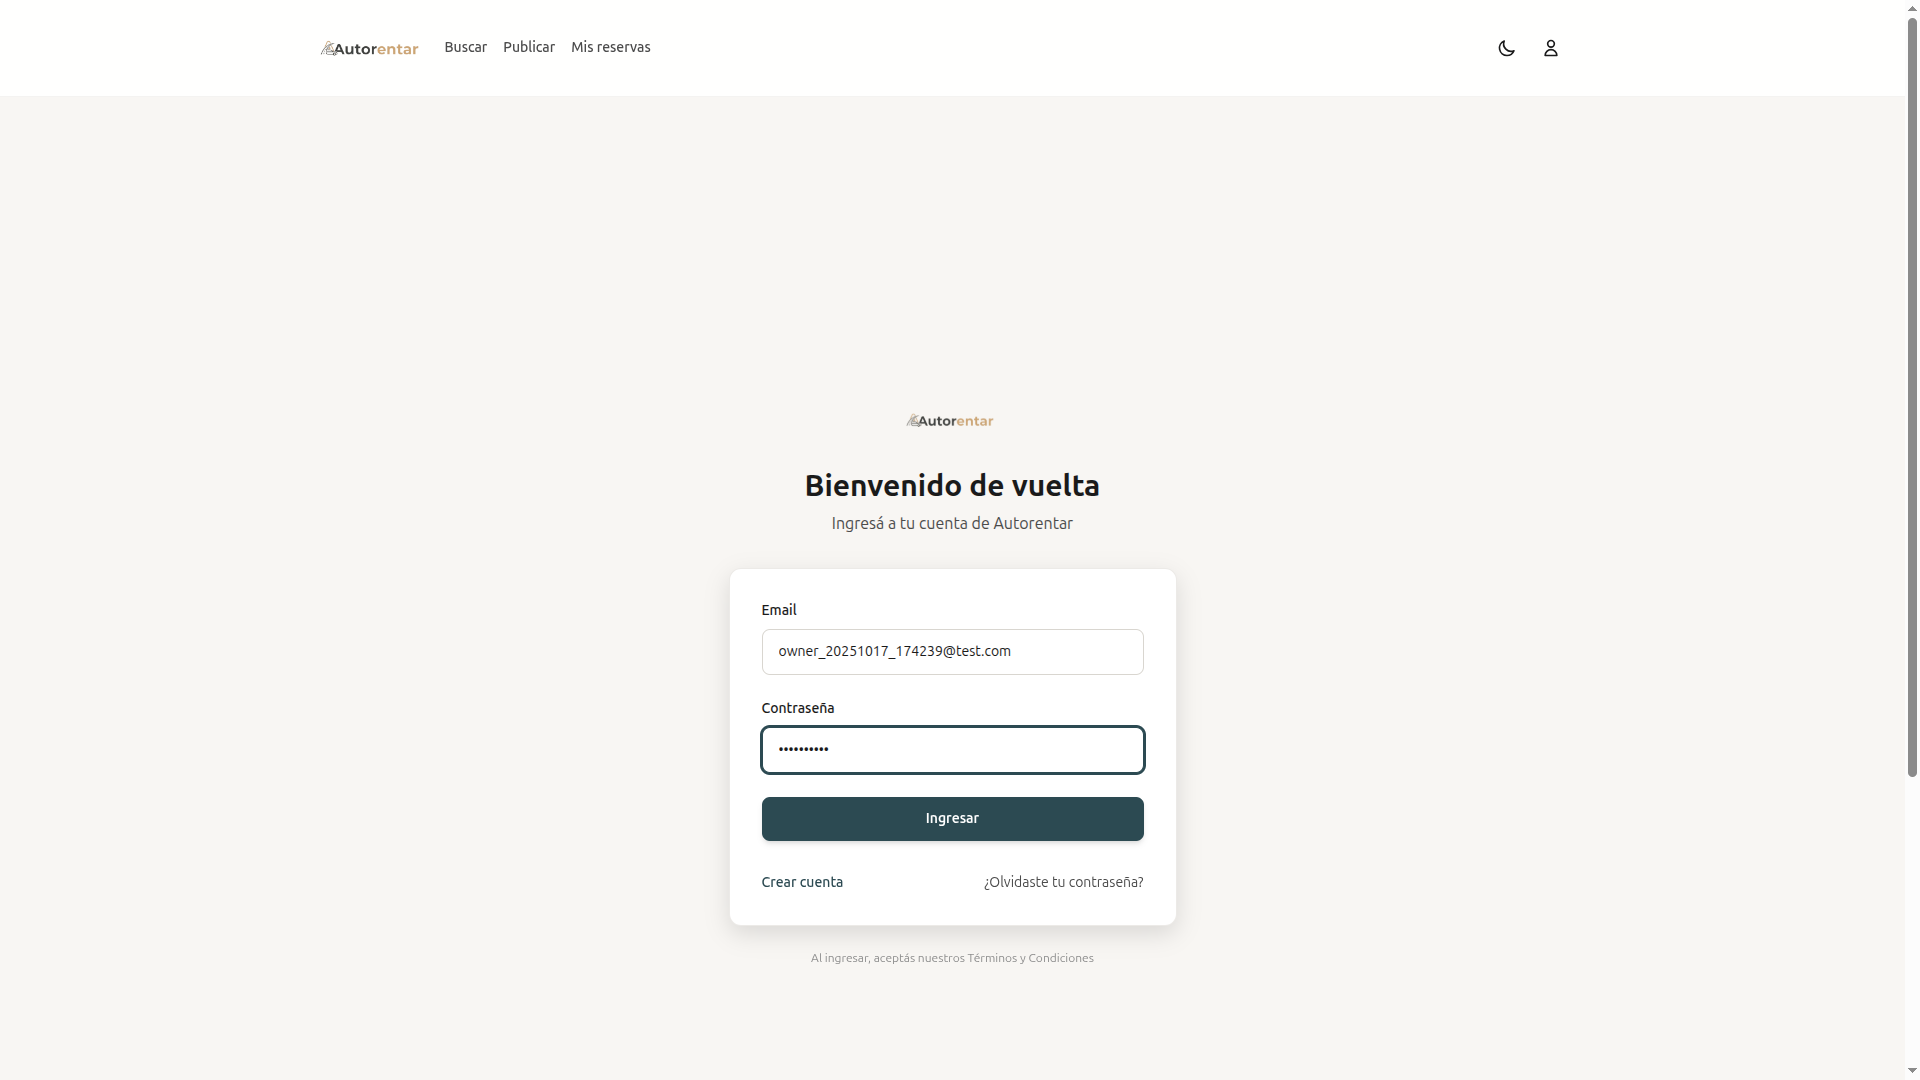 Autorentar
Buscar
Publicar
Mis reservas
Autorentar
Bienvenido de vuelta
Ingresá a tu cuenta de Autorentar
Email
owner_20251017_174239@test.com
Contraseña
••••••••••
Ingresar
Crear cuenta
¿Olvidaste tu contraseña?
Al ingresar, aceptás nuestros Términos y Condiciones